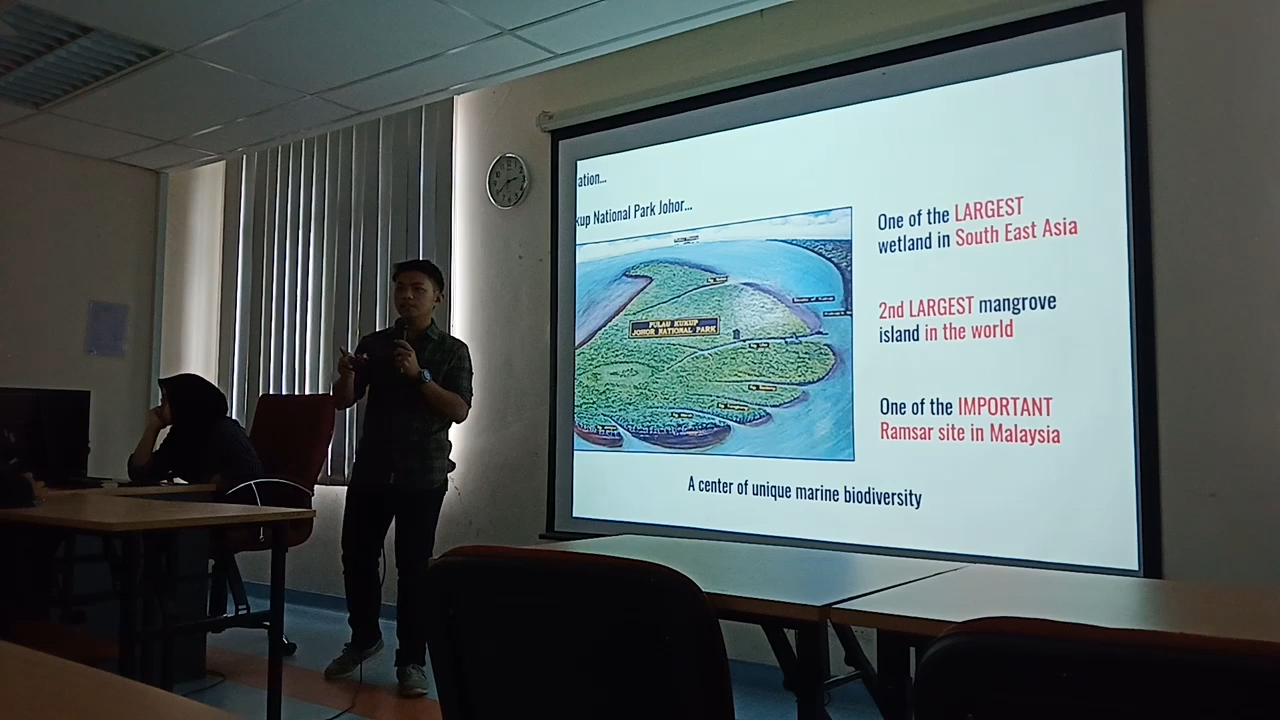 ation...
kup National Park Johor...
PULAU KUKUP
JOHOR NATIONAL PARK
One of the LARGEST
wetland in South East Asia
2nd LARGEST mangrove
island in the world
One of the IMPORTANT
Ramsar site in Malaysia
A center of unique marine biodiversity